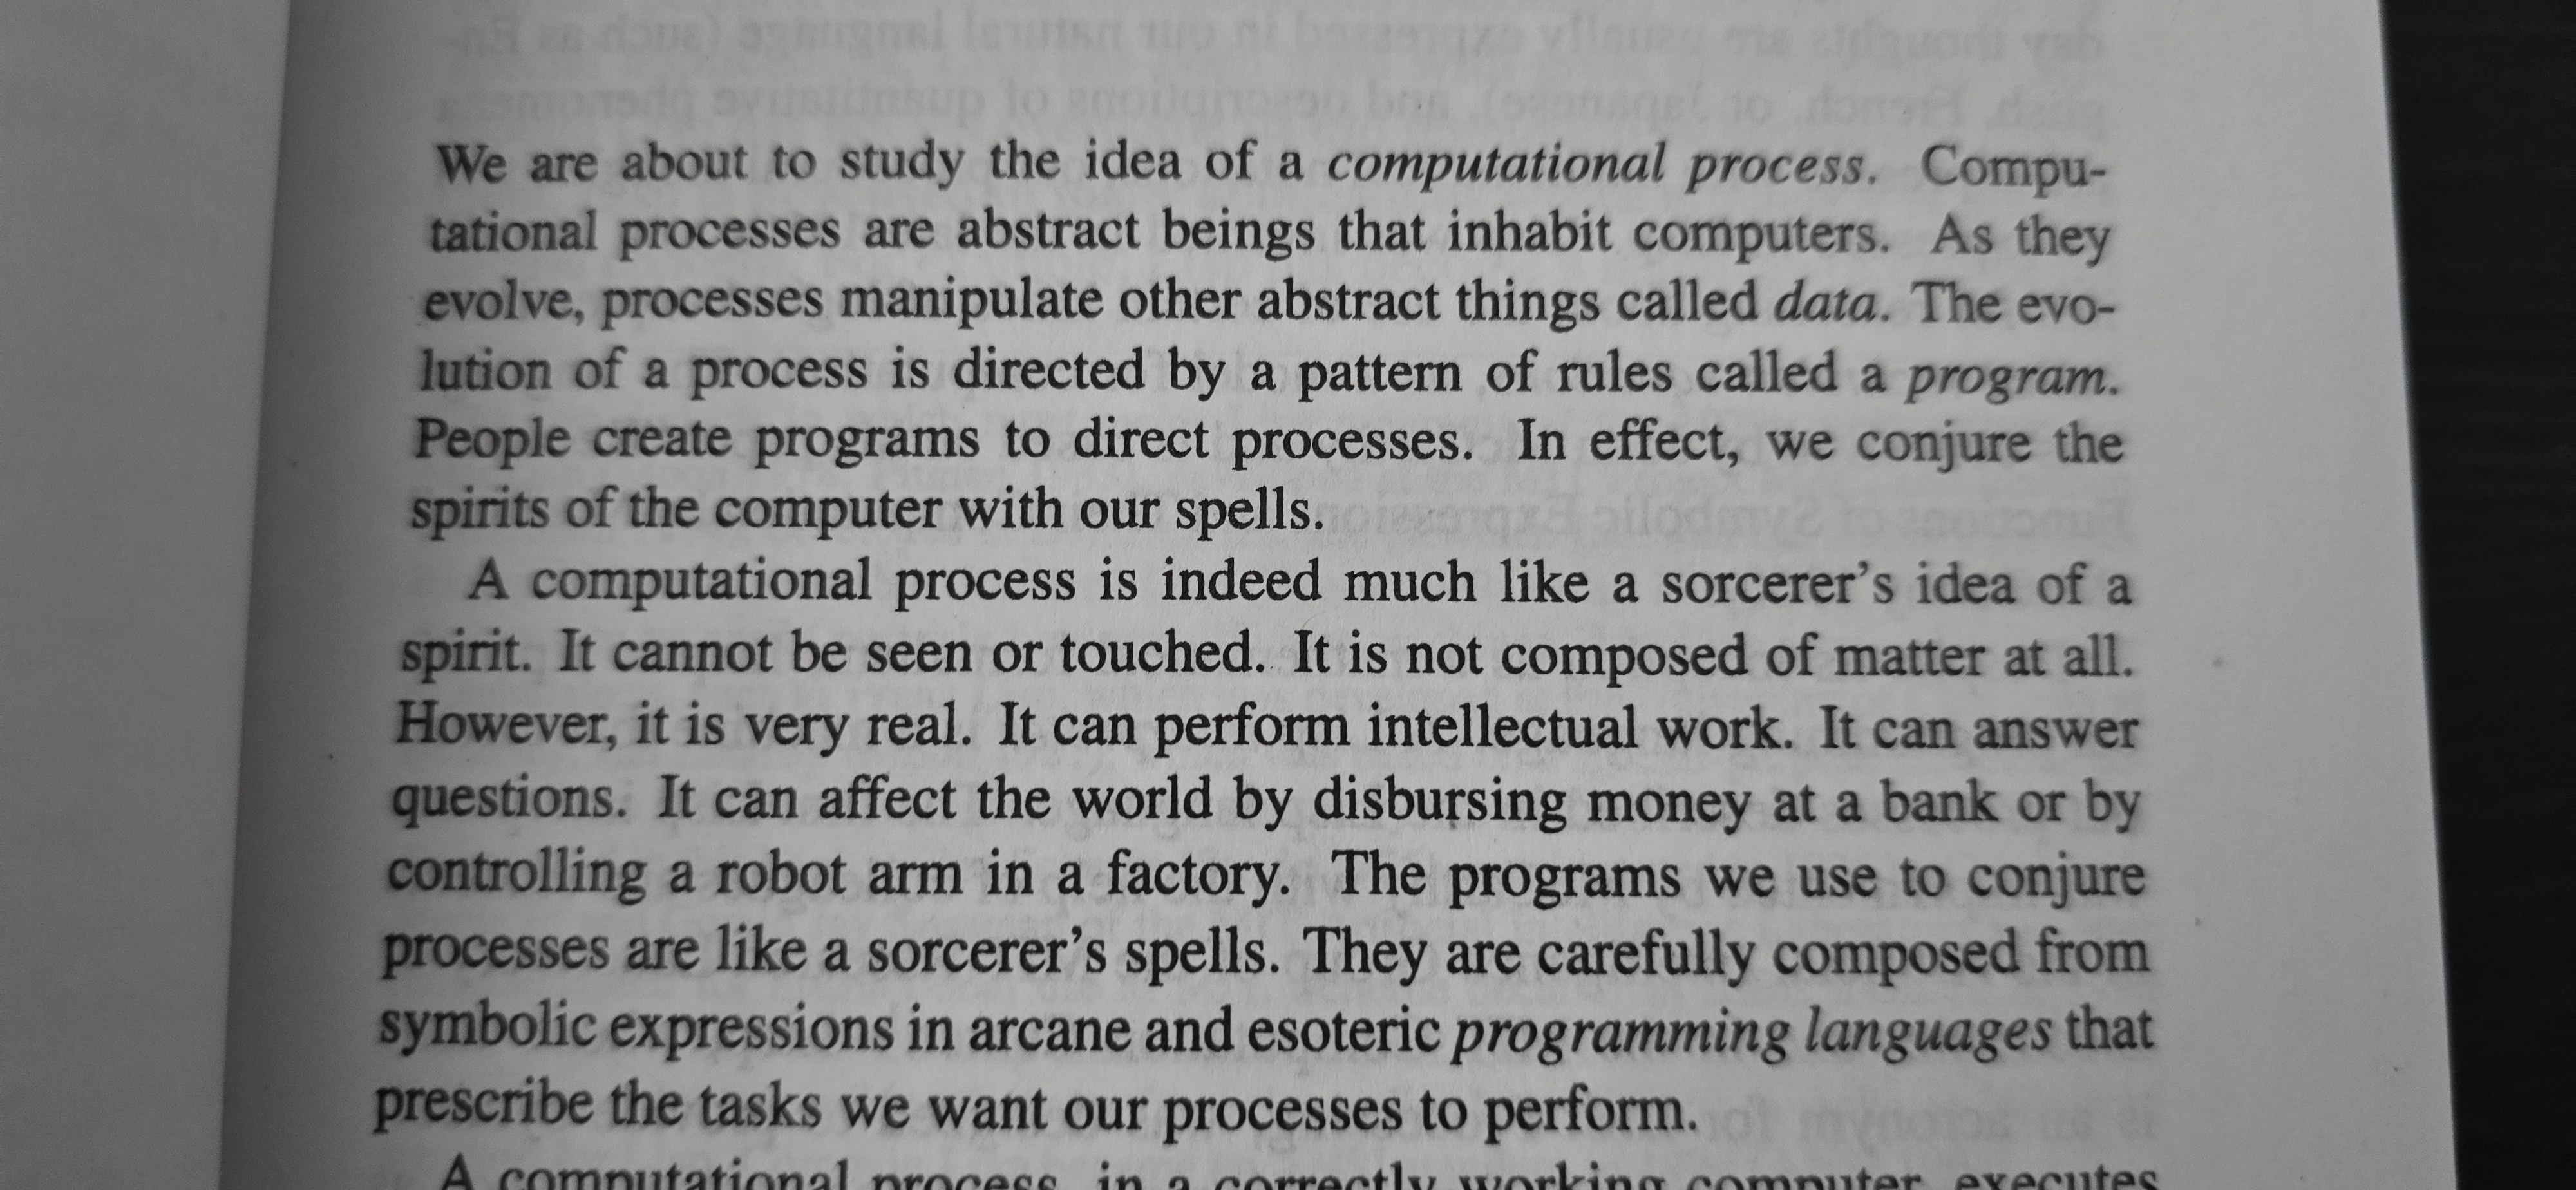 We are about to study the idea of a computational process. Compu-
tational processes are abstract beings that inhabit computers. As they
evolve, processes manipulate other abstract things called data. The evo-
lution of a process is directed by a pattern of rules called a program.
People create programs to direct processes. In effect, we conjure the
spirits of the computer with our spells.
A computational process is indeed much like a sorcerer’s idea of a
spirit. It cannot be seen or touched. It is not composed of matter at all.
However, it is very real. It can perform intellectual work. It can answer
questions. It can affect the world by disbursing money at a bank or by
controlling a robot arm in a factory. The programs we use to conjure
processes are like a sorcerer’s spells. They are carefully composed from
symbolic expressions in arcane and esoteric programming languages that
prescribe the tasks we want our processes to perform.
A computational process, in a correctly working computer, executes